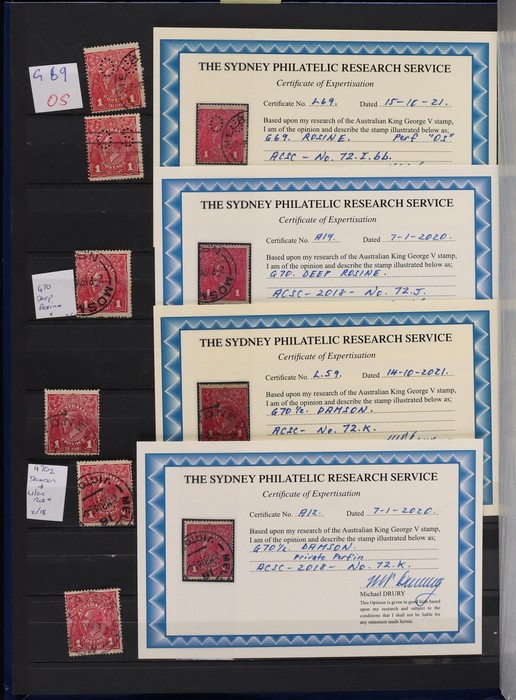 G 69
OS
THE SYDNEY PHILATELIC RESEARCH SERVICE
Certificate of Expertisation
Certificate No. L69. Dated 15-10-21.
Based upon my research of the Australian King George V stamp,
I am of the opinion and describe the stamp illustrated below as;
G69. ROSINE. Perf "OS"
ACSC - No. 72.I.bb.
G70
Deep
Rosine
THE SYDNEY PHILATELIC RESEARCH SERVICE
Certificate of Expertisation
Certificate No. A14. Dated 7-1-2020.
Based upon my research of the Australian King George V stamp,
I am of the opinion and describe the stamp illustrated below as;
G70. DEEP ROSINE.
ACSC - 2018 - No. 72.J.
THE SYDNEY PHILATELIC RESEARCH SERVICE
Certificate of Expertisation
Certificate No. L.59. Dated 14-10-2021.
Based upon my research of the Australian King George V stamp,
I am of the opinion and describe the stamp illustrated below as;
G70½. DAMSON.
ACSC - No. 72.K.
G70½
Damson
THE SYDNEY PHILATELIC RESEARCH SERVICE
Certificate of Expertisation
Certificate No. A12. Dated 7-1-2020.
Based upon my research of the Australian King George V stamp,
I am of the opinion and describe the stamp illustrated below as;
G70½. DAMSON.
Private Perfin
ACSC - 2018 - No. 72.K.
Michael DRURY
This Opinion is given in good faith based
upon my research and subject to the
conditions that I shall not be liable for
any statement made herein.